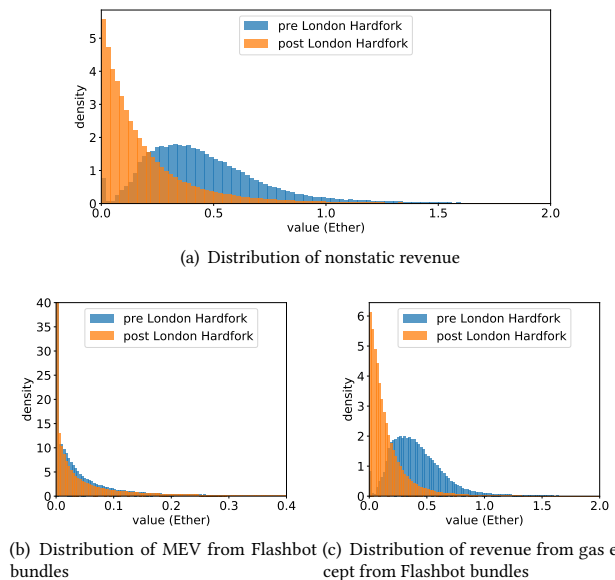 pre London Hardfork
post London Hardfork
5
4
3
2
1
0
density
0.0 0.5 1.0 1.5 2.0
value (Ether)
(a) Distribution of nonstatic revenue
pre London Hardfork
post London Hardfork
40
35
30
25
20
15
10
5
0
density
0.0 0.1 0.2 0.3 0.4
value (Ether)
(b) Distribution of MEV from Flashbot
bundles
pre London Hardfork
post London Hardfork
6
5
4
3
2
1
0
density
0.0 0.5 1.0 1.5 2.0
value (Ether)
(c) Distribution of revenue from gas e
cept from Flashbot bundles